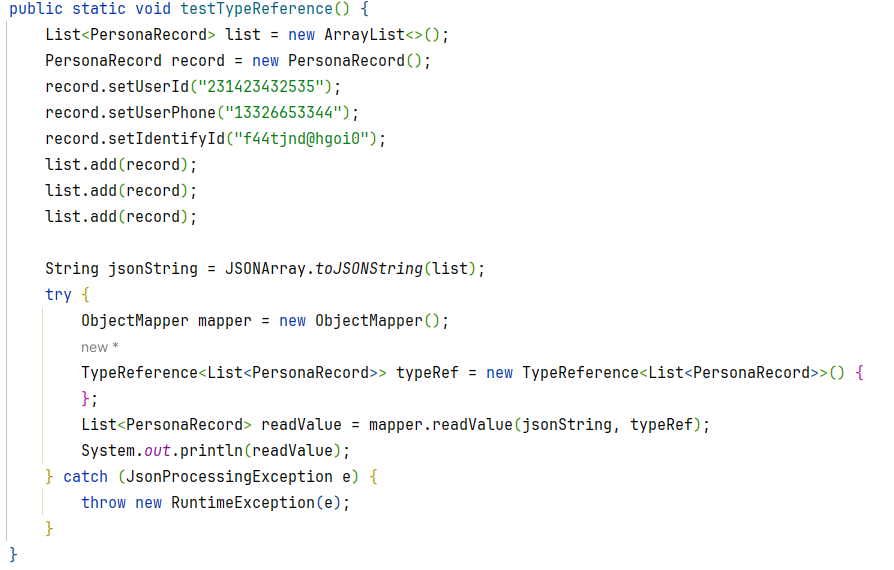 public static void testTypeReference() {
    List<PersonaRecord> list = new ArrayList<>();
    PersonaRecord record = new PersonaRecord();
    record.setUserId("231423432535");
    record.setUserPhone("13326653344");
    record.setIdentifyId("f44tjnd@hgoi0");
    list.add(record);
    list.add(record);
    list.add(record);

    String jsonString = JSONArray.toJSONString(list);
    try {
        ObjectMapper mapper = new ObjectMapper();
        new *
        TypeReference<List<PersonaRecord>> typeRef = new TypeReference<List<PersonaRecord>>() {
        };
        List<PersonaRecord> readValue = mapper.readValue(jsonString, typeRef);
        System.out.println(readValue);
    } catch (JsonProcessingException e) {
        throw new RuntimeException(e);
    }
}